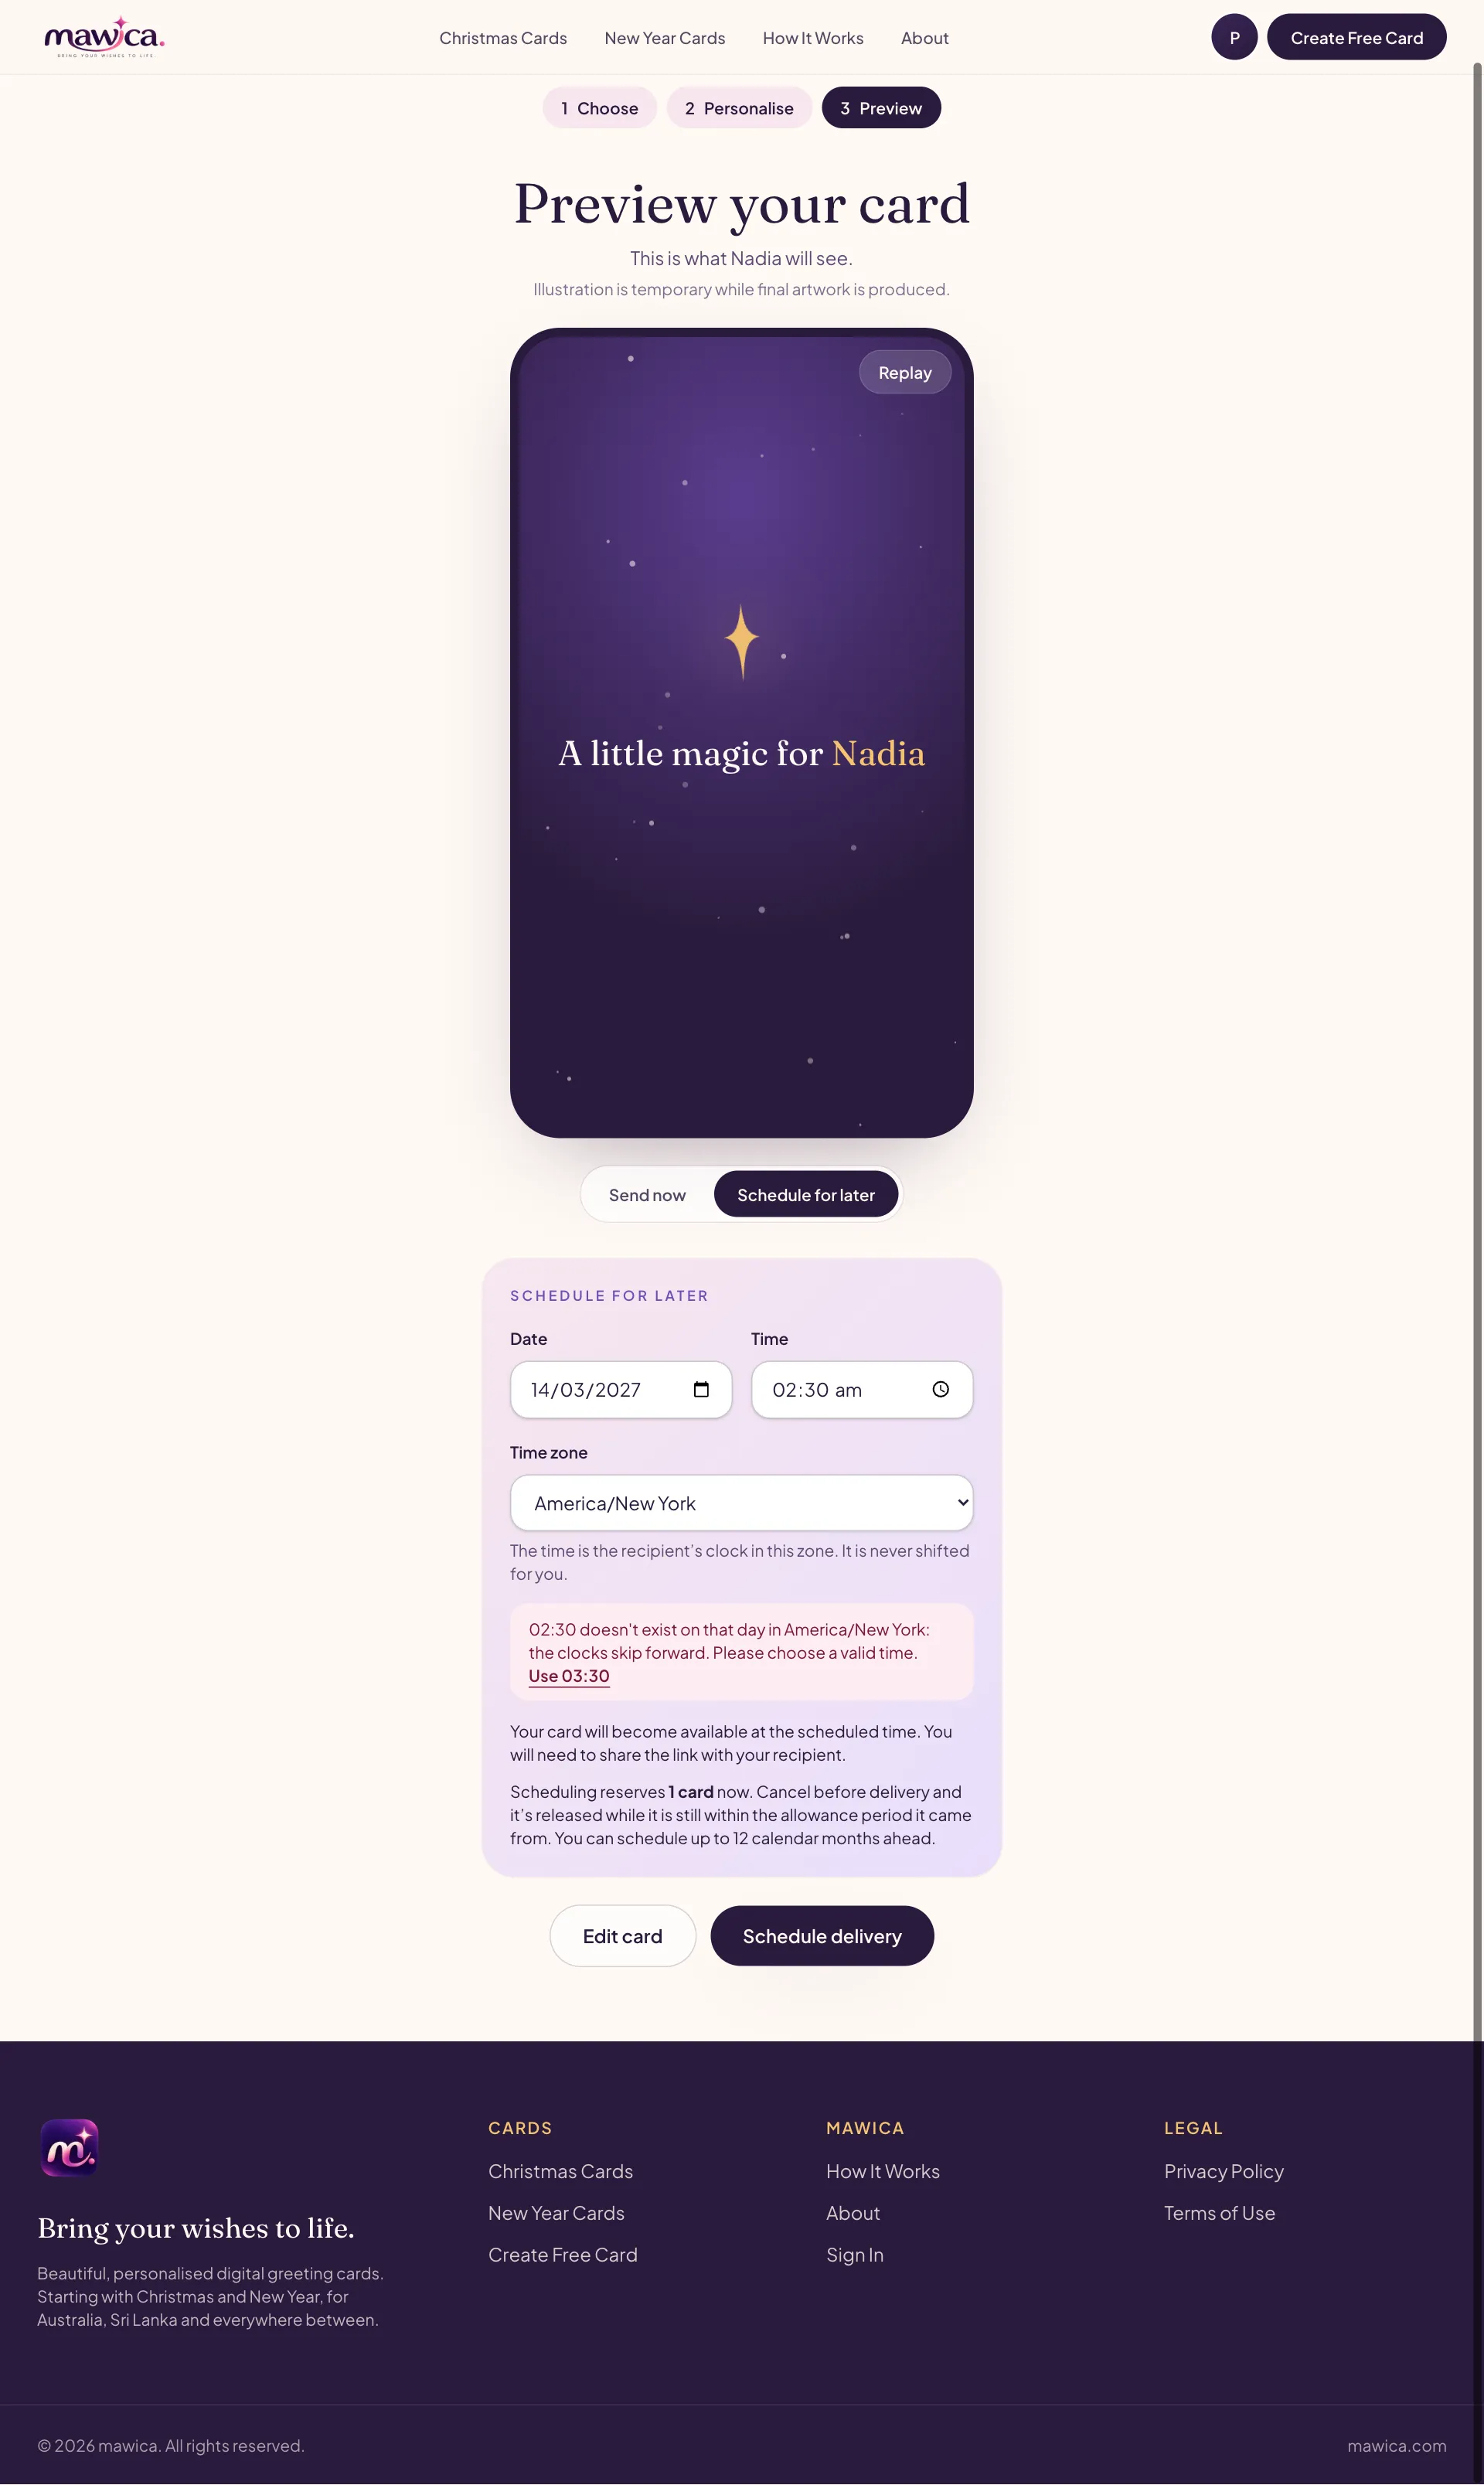 mawica.
BRING YOUR WISHES TO LIFE.
Christmas Cards
New Year Cards
How It Works
About
P
Create Free Card
1 Choose
2 Personalise
3 Preview
Preview your card
This is what Nadia will see.
Illustration is temporary while final artwork is produced.
Replay
A little magic for Nadia
Send now
Schedule for later
SCHEDULE FOR LATER
Date
Time
14/03/2027
02:30 am
Time zone
America/New York
The time is the recipient’s clock in this zone. It is never shifted
for you.
02:30 doesn't exist on that day in America/New York:
the clocks skip forward. Please choose a valid time.
Use 03:30
Your card will become available at the scheduled time. You
will need to share the link with your recipient.
Scheduling reserves 1 card now. Cancel before delivery and
it’s released while it is still within the allowance period it came
from. You can schedule up to 12 calendar months ahead.
Edit card
Schedule delivery
m.
Bring your wishes to life.
Beautiful, personalised digital greeting cards.
Starting with Christmas and New Year, for
Australia, Sri Lanka and everywhere between.
CARDS
Christmas Cards
New Year Cards
Create Free Card
MAWICA
How It Works
About
Sign In
LEGAL
Privacy Policy
Terms of Use
© 2026 mawica. All rights reserved.
mawica.com